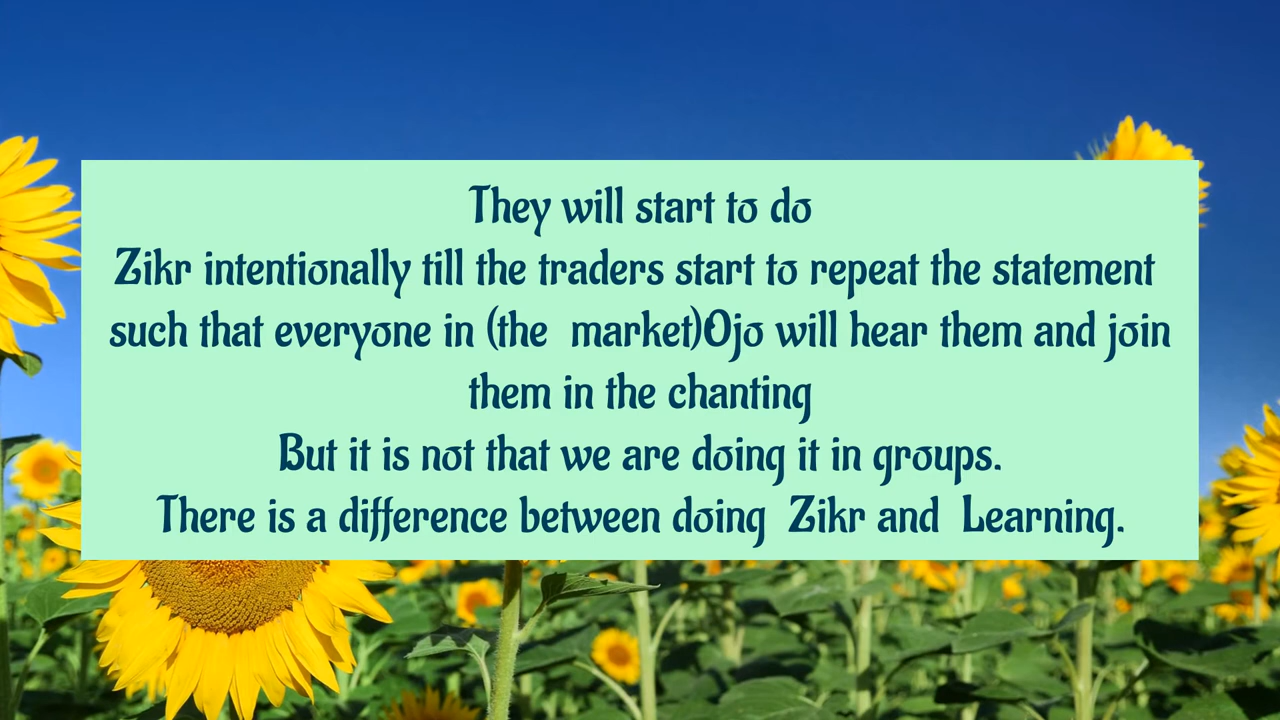 They will start to do
Zikr intentionally till the traders start to repeat the statement
such that everyone in (the  market)Ojo will hear them and join
them in the chanting
But it is not that we are doing it in groups.
There is a difference between doing  Zikr and  Learning.